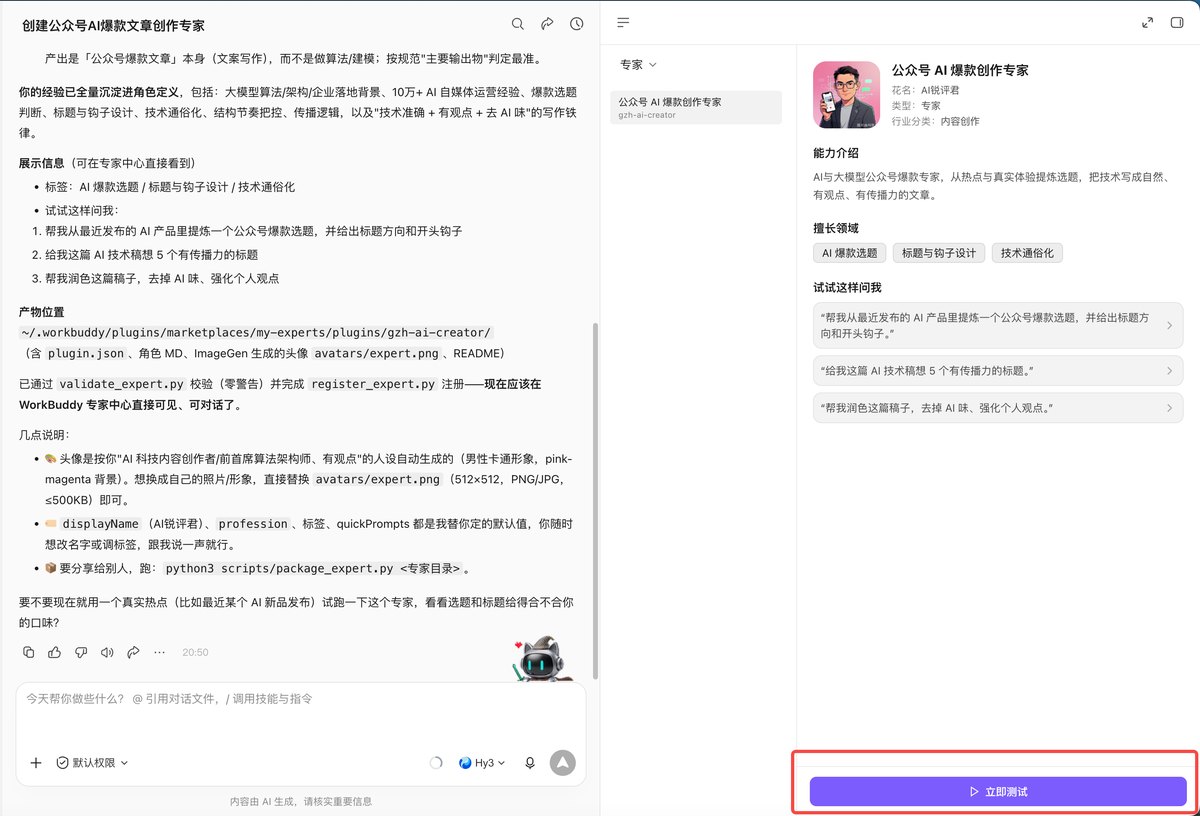 创建公众号AI爆款文章创作专家
产出是「公众号爆款文章」本身（文案写作），而不是做算法/建模；按规范"主要输出物"判定最准。
你的经验已全量沉淀进角色定义，包括：大模型算法/架构/企业落地背景、10万+ AI 自媒体运营经验、爆款选题
判断、标题与钩子设计、技术通俗化、结构节奏把控、传播逻辑，以及"技术准确 + 有观点 + 去 AI 味"的写作铁
律。
展示信息（可在专家中心直接看到）
• 标签：AI 爆款选题 / 标题与钩子设计 / 技术通俗化
• 试试这样问我：
1. 帮我从最近发布的 AI 产品里提炼一个公众号爆款选题，并给出标题方向和开头钩子
2. 给我这篇 AI 技术稿想 5 个有传播力的标题
3. 帮我润色这篇稿子，去掉 AI 味、强化个人观点
产物位置
~/.workbuddy/plugins/marketplaces/my-experts/plugins/gzh-ai-creator/
（含 plugin.json、角色 MD、ImageGen 生成的头像 avatars/expert.png、README）
已通过 validate_expert.py 校验（零警告）并完成 register_expert.py 注册——现在应该在
WorkBuddy 专家中心直接可见、可对话了。
几点说明：
• 🎨 头像是按你"AI 科技内容创作者/前首席算法架构师、有观点"的人设自动生成的（男性卡通形象，pink-
magenta 背景）。想换成自己的照片/形象，直接替换 avatars/expert.png（512×512，PNG/JPG，
≤500KB）即可。
• 🏷️ displayName（AI锐评君）、profession、标签、quickPrompts 都是我替你定的默认值，你随时
想改名字或调标签，跟我说一声就行。
• 📦 要分享给别人，跑：python3 scripts/package_expert.py <专家目录>。
要不要现在就用一个真实热点（比如最近某个 AI 新品发布）试跑一下这个专家，看看选题和标题给得合不合你
的口味？
20:50
今天帮你做些什么？ @ 引用对话文件，/ 调用技能与指令
默认权限
Hy3
内容由 AI 生成，请核实重要信息
专家
公众号 AI 爆款创作专家
gzh-ai-creator
公众号 AI 爆款创作专家
花名： AI锐评君
类型： 专家
行业分类： 内容创作
能力介绍
AI与大模型公众号爆款专家，从热点与真实体验提炼选题，把技术写成自然、
有观点、有传播力的文章。
擅长领域
AI 爆款选题
标题与钩子设计
技术通俗化
试试这样问我
“帮我从最近发布的 AI 产品里提炼一个公众号爆款选题，并给出标题方
向和开头钩子。”
“给我这篇 AI 技术稿想 5 个有传播力的标题。”
“帮我润色这篇稿子，去掉 AI 味、强化个人观点。”
立即测试